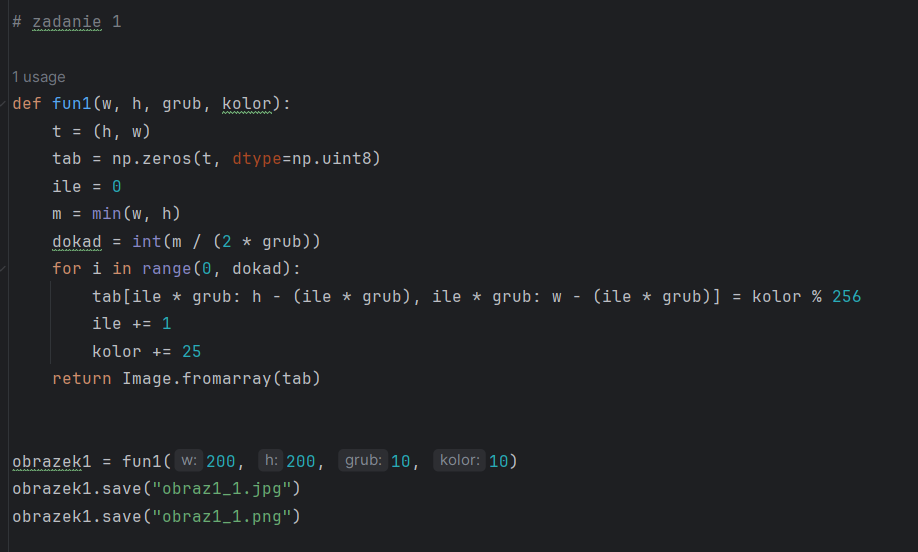 # zadanie 1
1 usage
def fun1(w, h, grub, kolor):
    t = (h, w)
    tab = np.zeros(t, dtype=np.uint8)
    ile = 0
    m = min(w, h)
    dokad = int(m / (2 * grub))
    for i in range(0, dokad):
        tab[ile * grub: h - (ile * grub), ile * grub: w - (ile * grub)] = kolor % 256
        ile += 1
        kolor += 25
    return Image.fromarray(tab)
obrazek1 = fun1( w: 200, h: 200, grub: 10, kolor: 10)
obrazek1.save("obraz1_1.jpg")
obrazek1.save("obraz1_1.png")